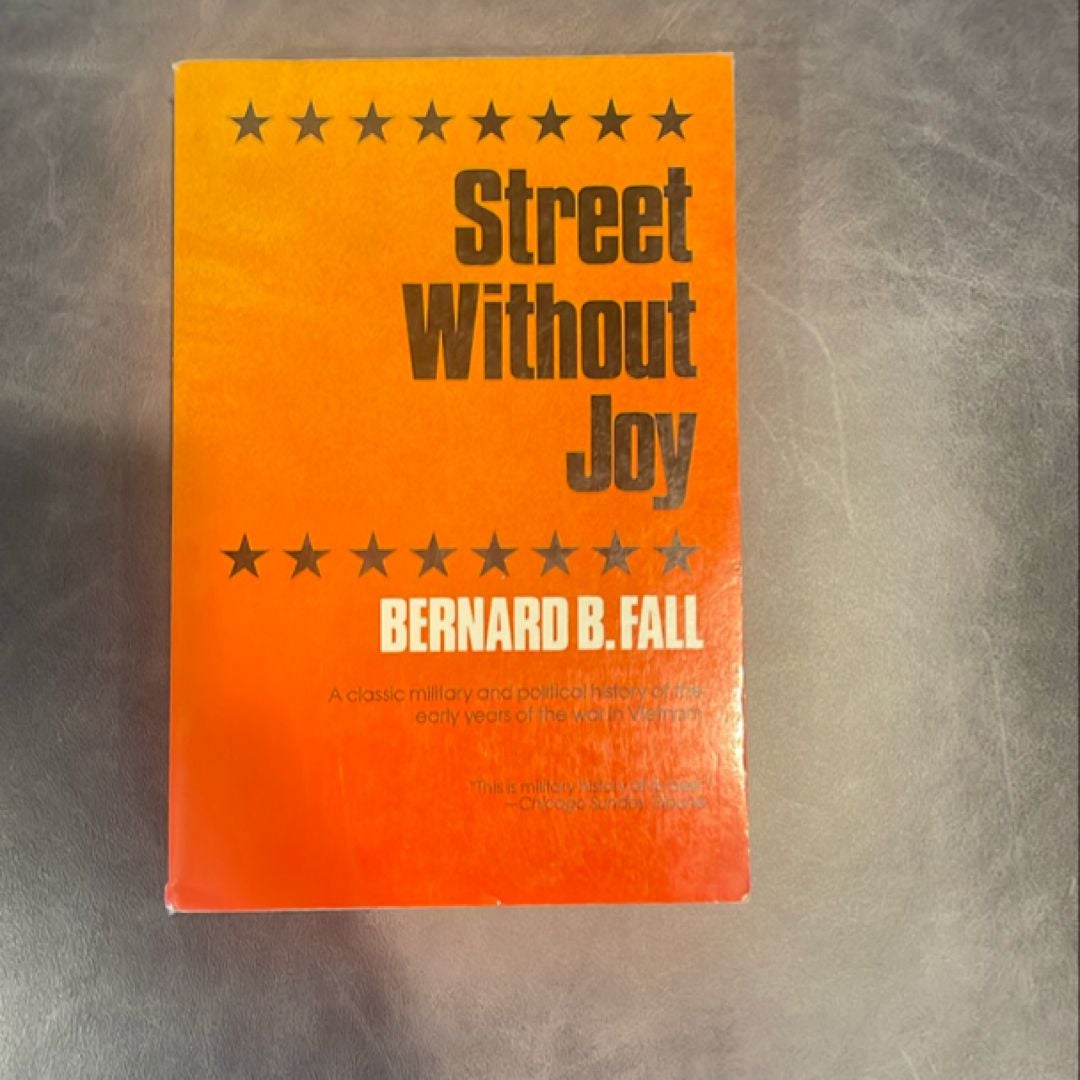 Street
Without
Joy
BERNARD B. FALL
A classic military and political history of the
early years of the war in Vietnam
"This is military history at its best."
—Chicago Sunday Tribune